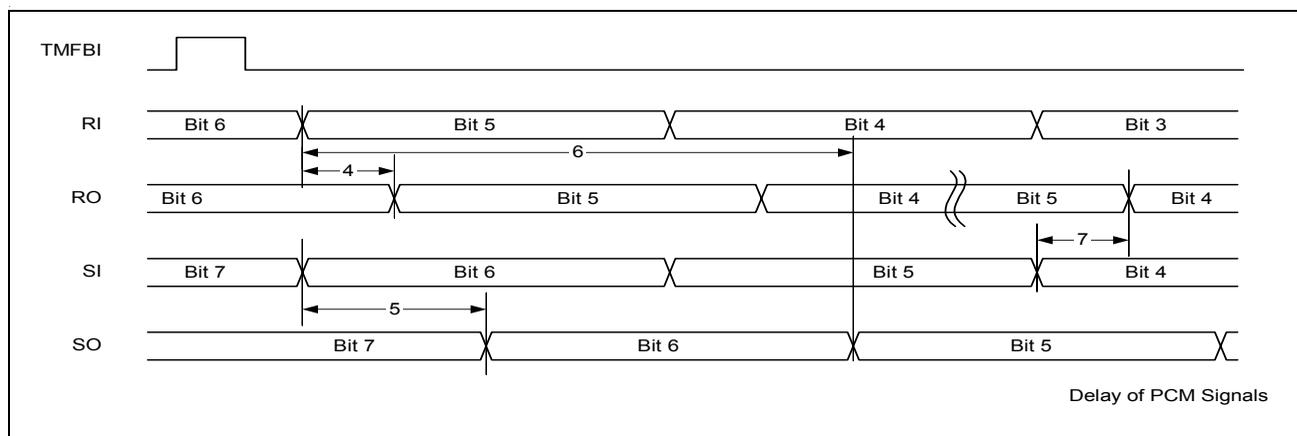 TMFBI
RI Bit 6 Bit 5 Bit 4 Bit 3
6
4
RO Bit 6 Bit 5 Bit 4 Bit 5 Bit 4
7
SI Bit 7 Bit 6 Bit 5 Bit 4
5
SO Bit 7 Bit 6 Bit 5
Delay of PCM Signals